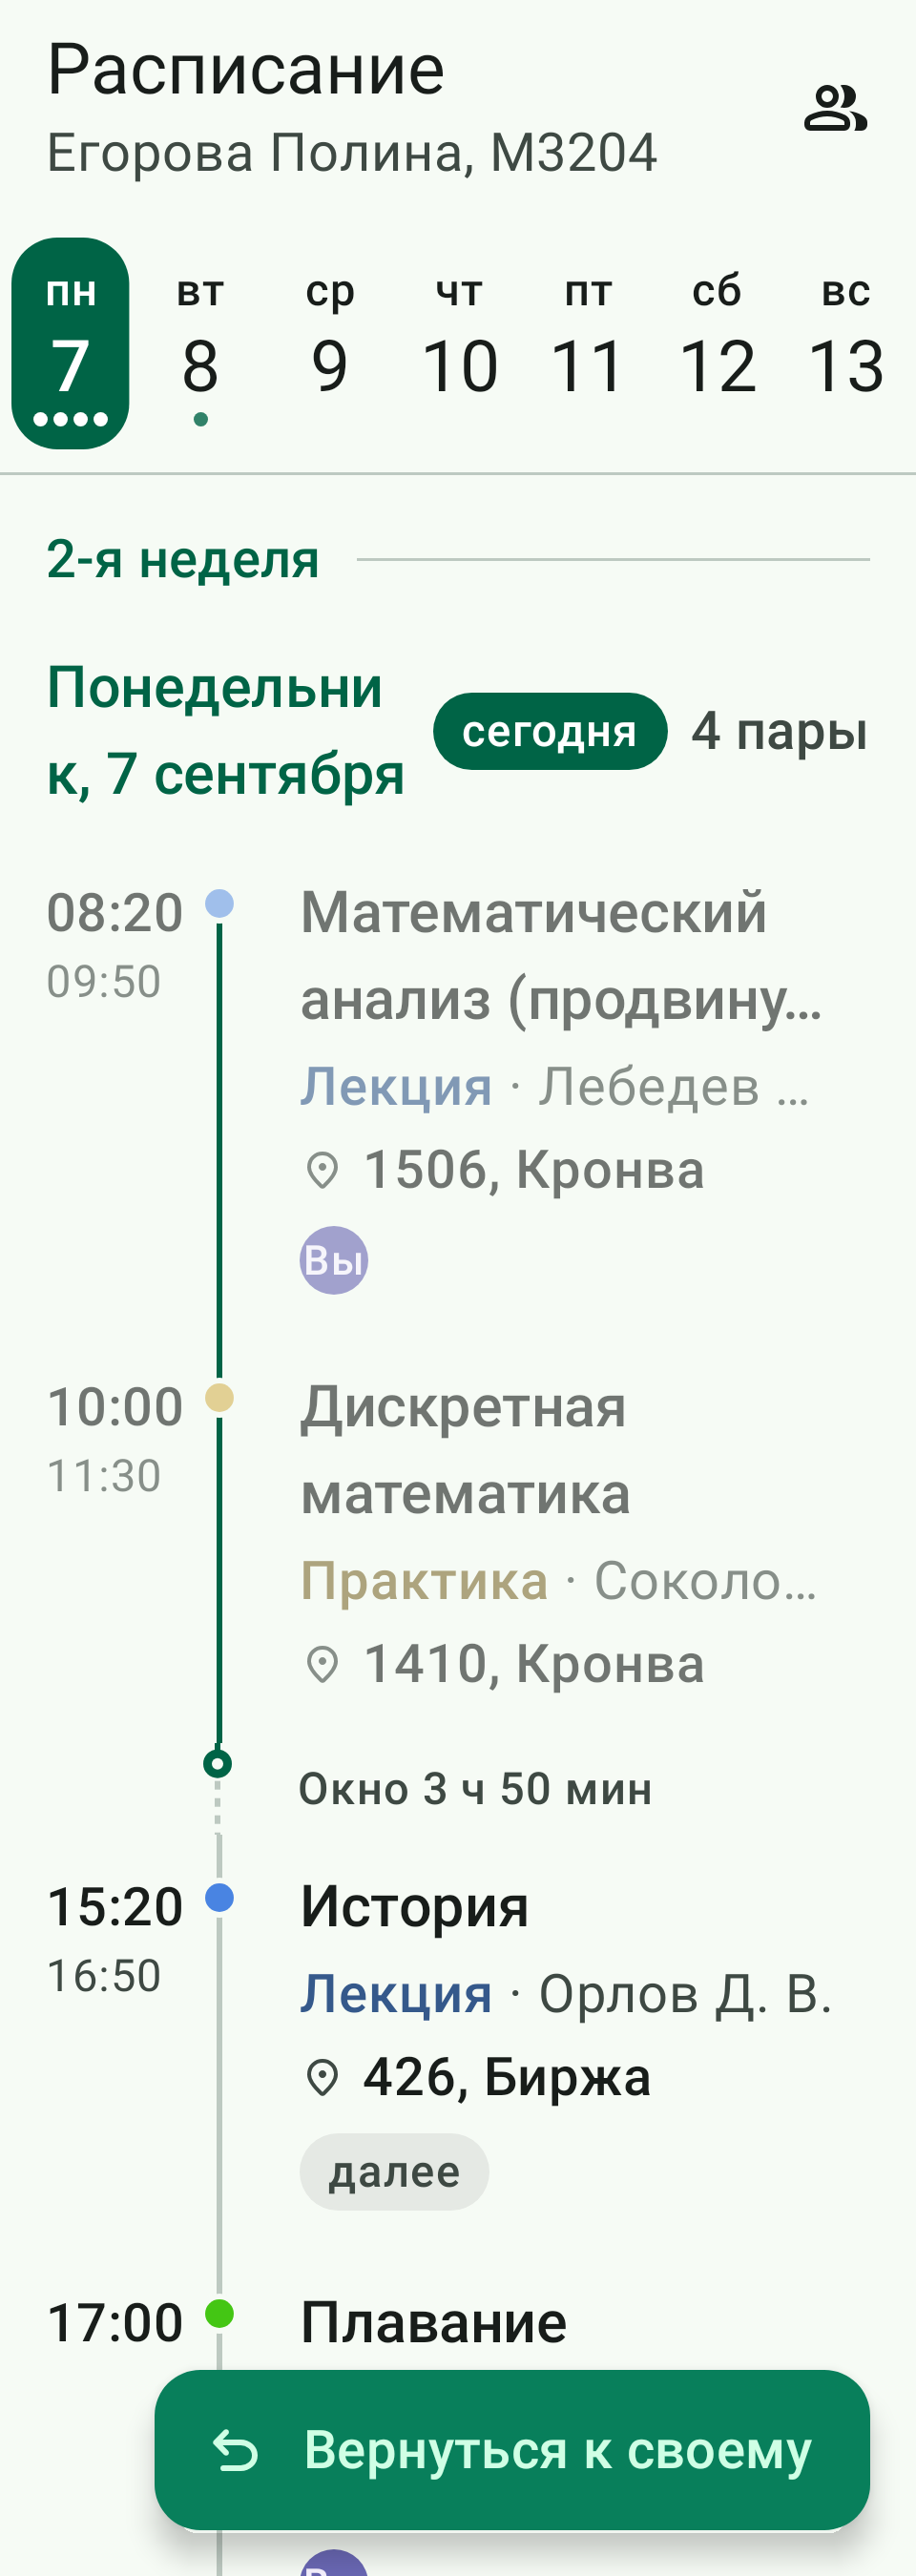 Расписание
Егорова Полина, М3204
пн вт ср чт пт сб вс
7 8 9 10 11 12 13
2-я неделя
Понедельни
к, 7 сентября
сегодня
4 пары
08:20
09:50
Математический
анализ (продвину…
Лекция · Лебедев …
1506, Кронва
Вы
10:00
11:30
Дискретная
математика
Практика · Соколо…
1410, Кронва
Окно 3 ч 50 мин
15:20
16:50
История
Лекция · Орлов Д. В.
426, Биржа
далее
17:00
Плавание
Вернуться к своему